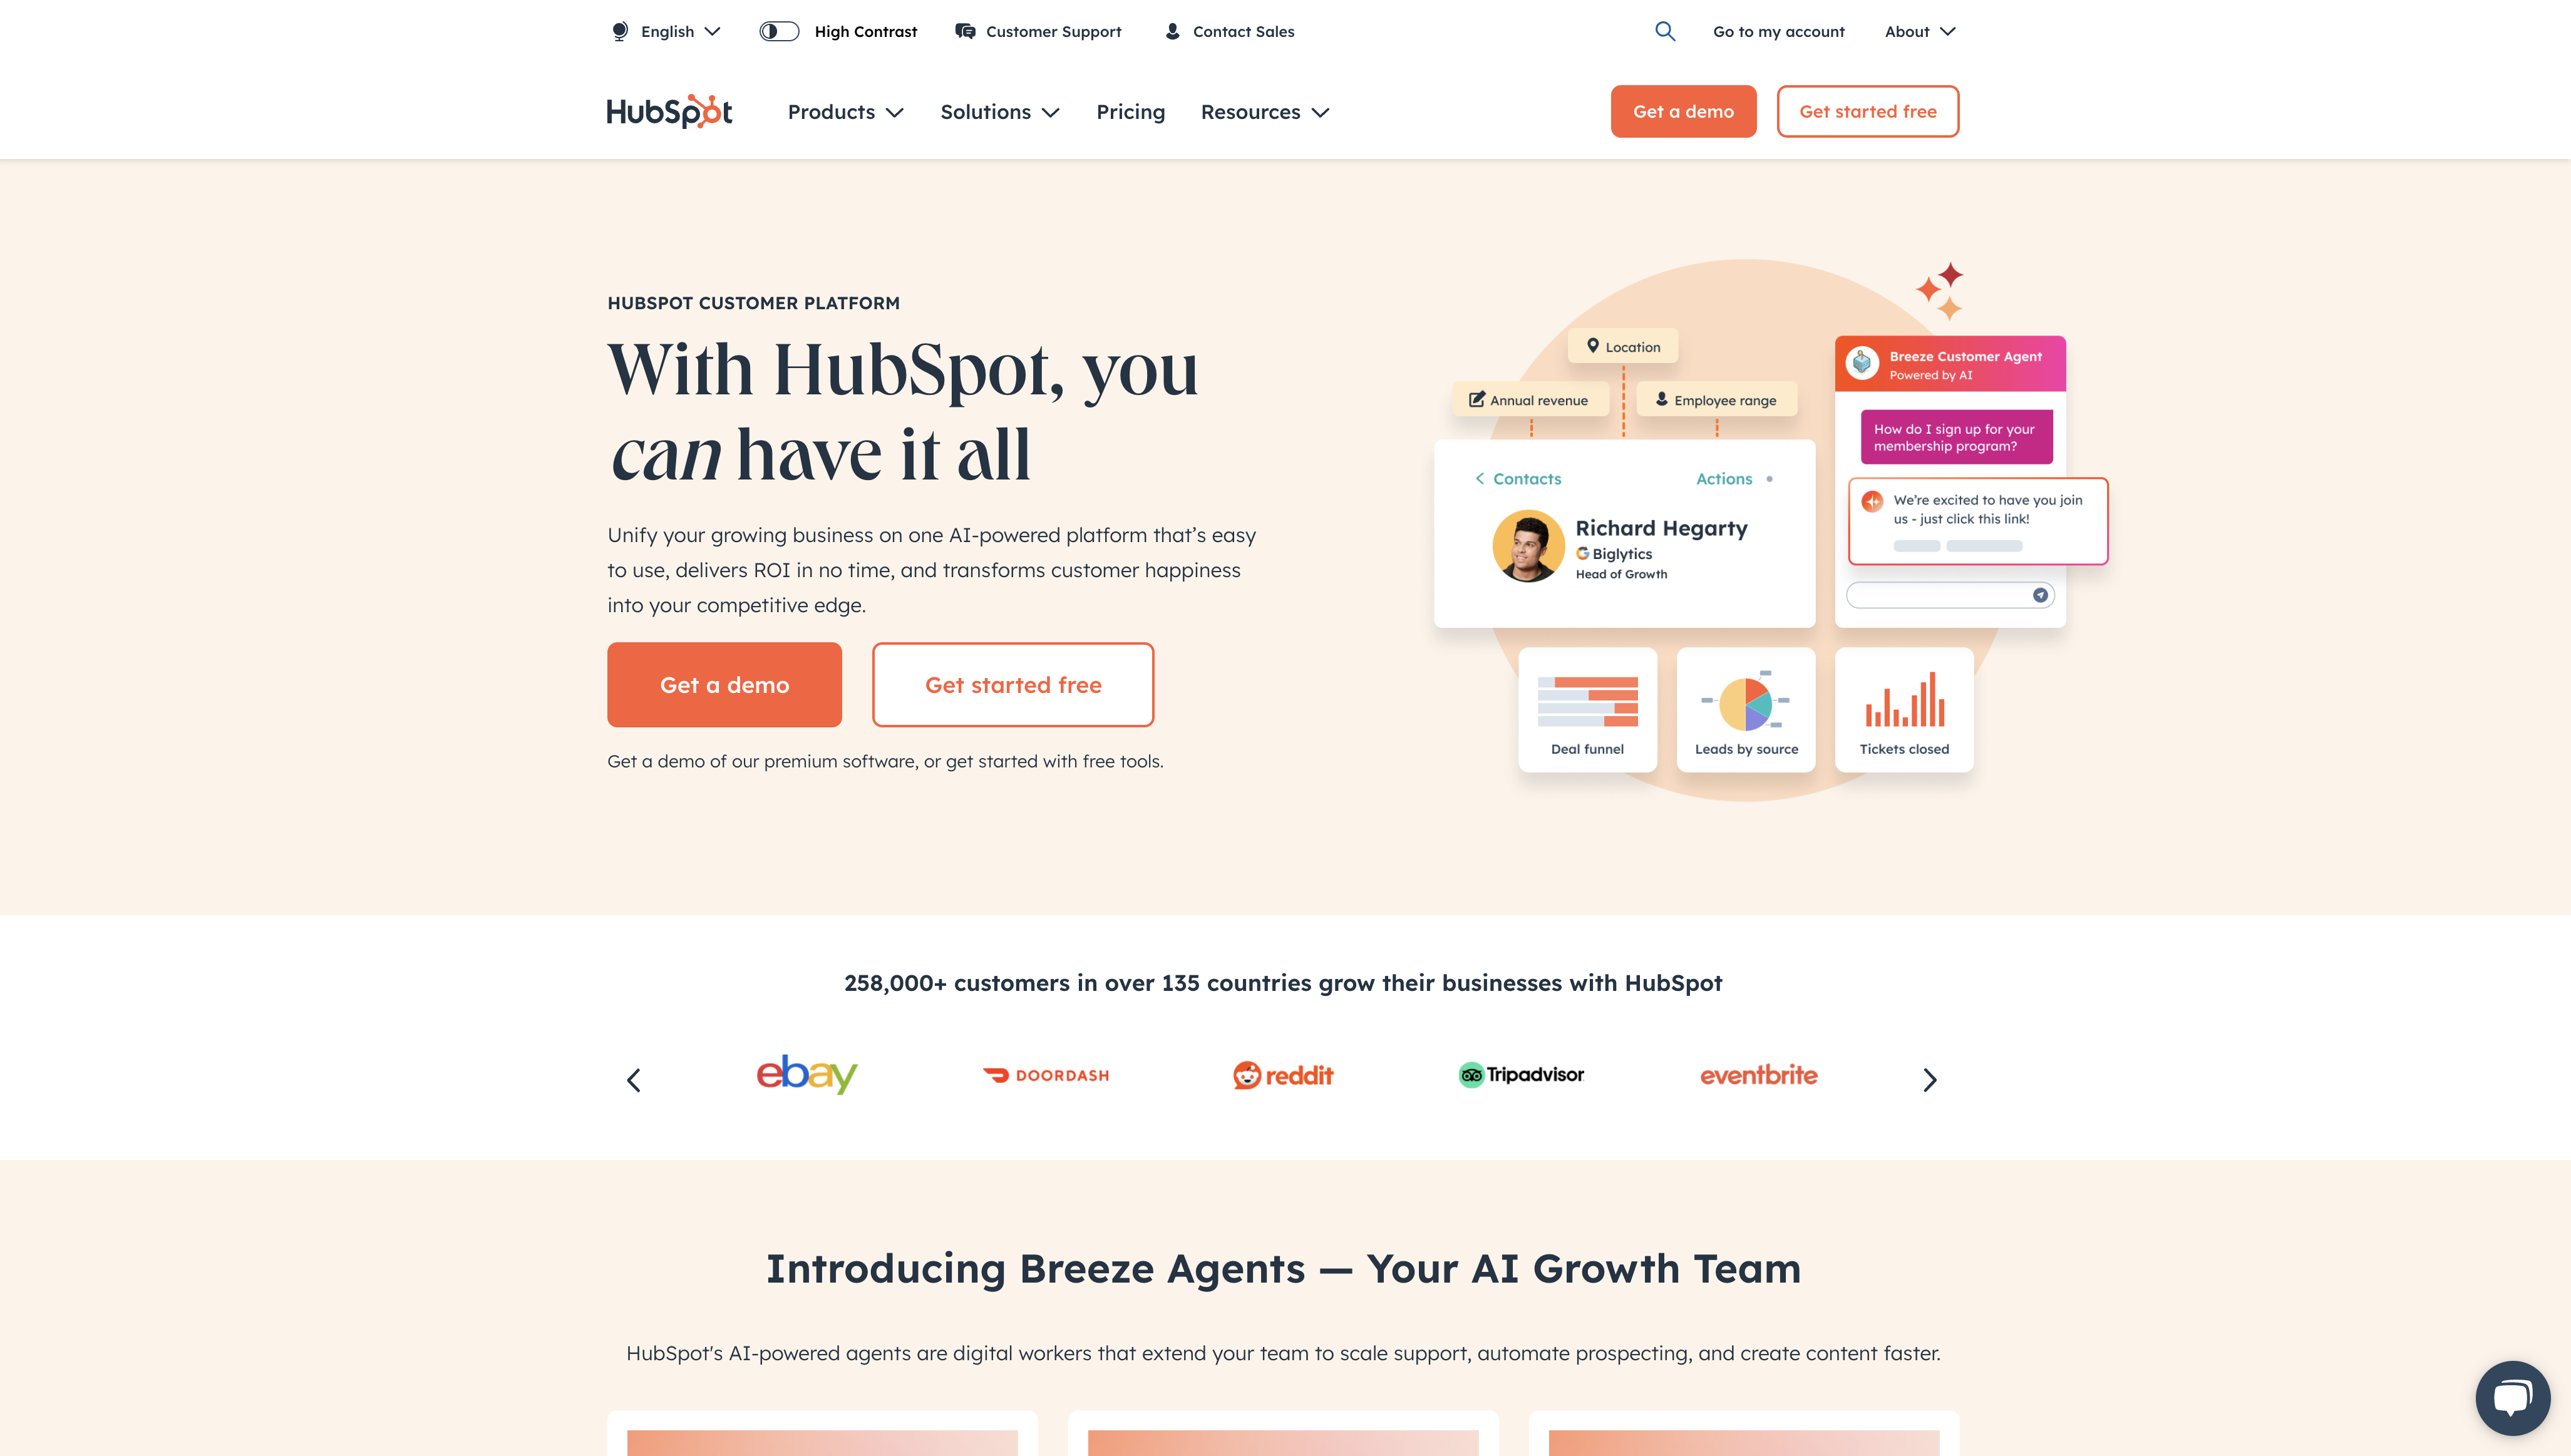 English
High Contrast
Customer Support
Contact Sales
Go to my account
About
HubSpot
Products
Solutions
Pricing
Resources
Get a demo
Get started free
HUBSPOT CUSTOMER PLATFORM
With HubSpot, you
can have it all
Unify your growing business on one AI-powered platform that’s easy
to use, delivers ROI in no time, and transforms customer happiness
into your competitive edge.
Get a demo
Get started free
Get a demo of our premium software, or get started with free tools.
Location
Annual revenue
Employee range
Contacts
Actions
Richard Hegarty
Biglytics
Head of Growth
Breeze Customer Agent
Powered by AI
How do I sign up for your
membership program?
We’re excited to have you join
us - just click this link!
Deal funnel
Leads by source
Tickets closed
258,000+ customers in over 135 countries grow their businesses with HubSpot
ebay
DOORDASH
reddit
Tripadvisor
eventbrite
Introducing Breeze Agents — Your AI Growth Team
HubSpot's AI-powered agents are digital workers that extend your team to scale support, automate prospecting, and create content faster.